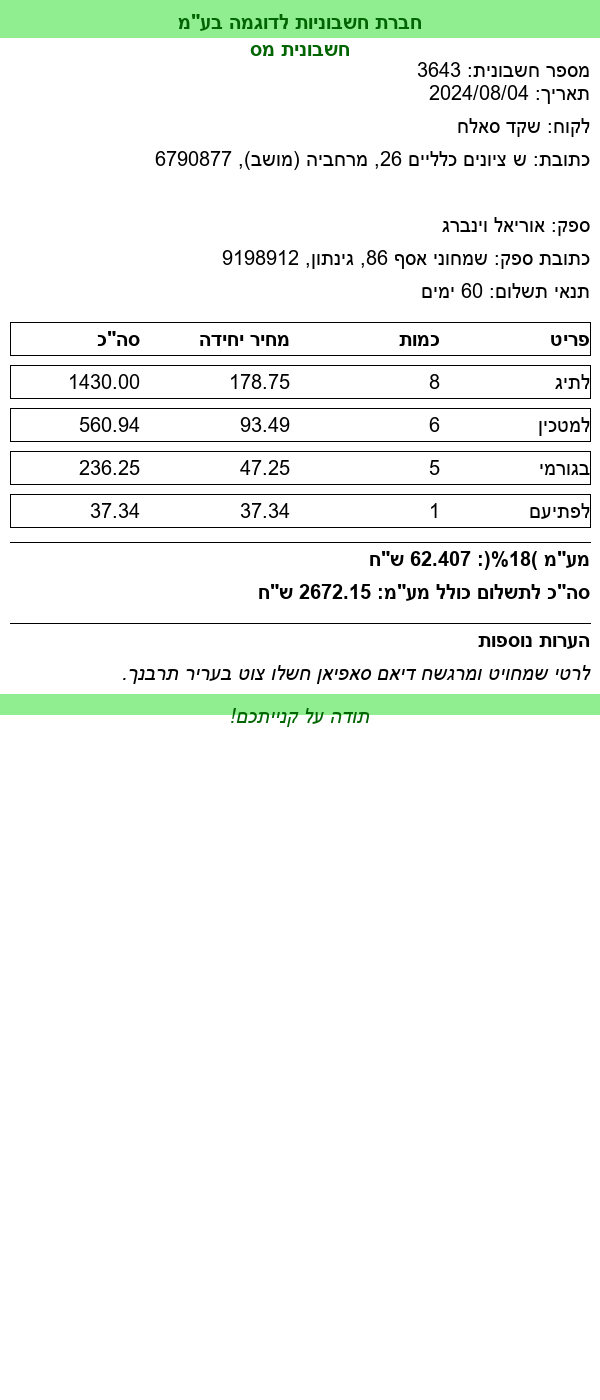 חברת חשבוניות לדוגמה בע"מ
חשבונית מס
מספר חשבונית: 3643
תאריך: 2024/08/04
לקוח: שקד סאלח
כתובת: ש ציונים כלליים 26, מרחביה (מושב), 6790877
ספק: אוריאל וינברג
כתובת ספק: שמחוני אסף 86, גינתון, 9198912
תנאי תשלום: 60 ימים
פריט כמות מחיר יחידה סה"כ
לתיג 8 178.75 1430.00
למטכין 6 93.49 560.94
בגורמי 5 47.25 236.25
לפתיעם 1 37.34 37.34
מע"מ (18%): 62.407 ש"ח
סה"כ לתשלום כולל מע"מ: 2672.15 ש"ח
הערות נוספות
לרטי שמחויט ומרגשח דיאם סאפיאן חשלו צוט בעריר תרבנך.
תודה על קנייתכם!